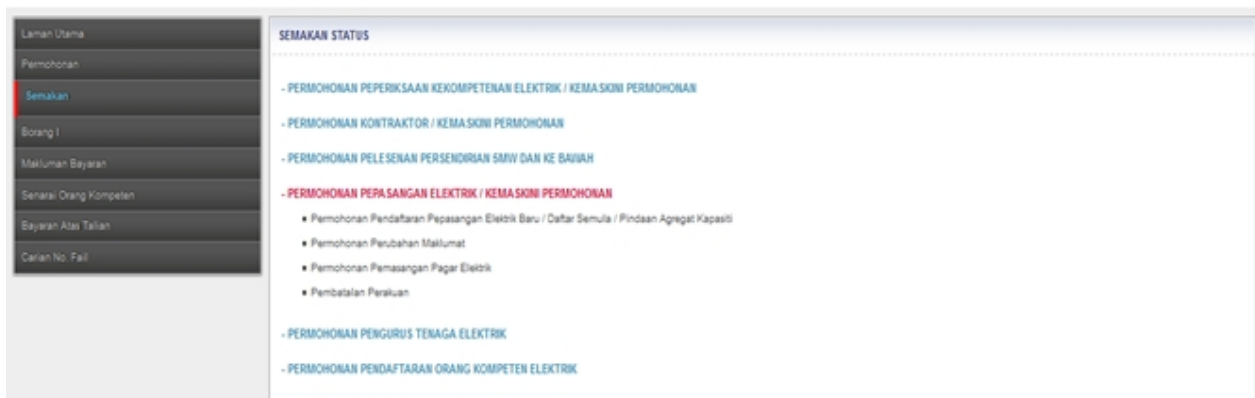 Laman Utama
Permohonan
Semakan
Borang I
Makluman Bayaran
Senarai Orang Kompeten
Bayaran Atas Talian
Carian No. Fail
SEMAKAN STATUS
- PERMOHONAN PEPERIKSAAN KEKOMPETENAN ELEKTRIK / KEMASKINI PERMOHONAN
- PERMOHONAN KONTRAKTOR / KEMASKINI PERMOHONAN
- PERMOHONAN PELESENAN PERSENDIRIAN 5MW DAN KE BAWAH
- PERMOHONAN PEPASANGAN ELEKTRIK / KEMASKINI PERMOHONAN
• Permohonan Pendaftaran Pepasangan Elektrik Baru / Daftar Semula / Pindaan Agregat Kapasiti
• Permohonan Perubahan Maklumat
• Permohonan Pemasangan Pagar Elektrik
• Pembatalan Perakuan
- PERMOHONAN PENGURUS TENAGA ELEKTRIK
- PERMOHONAN PENDAFTARAN ORANG KOMPETEN ELEKTRIK